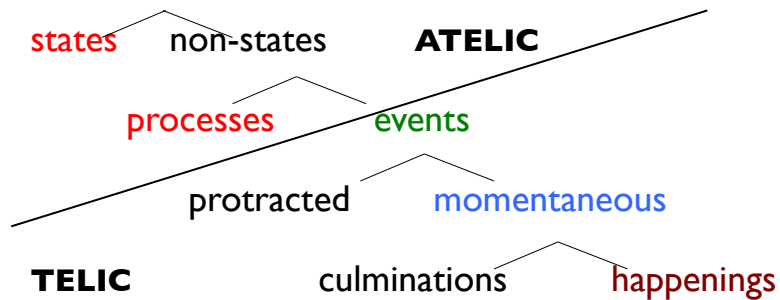 states non-states ATELIC
processes events
protracted momentaneous
TELIC culminations happenings